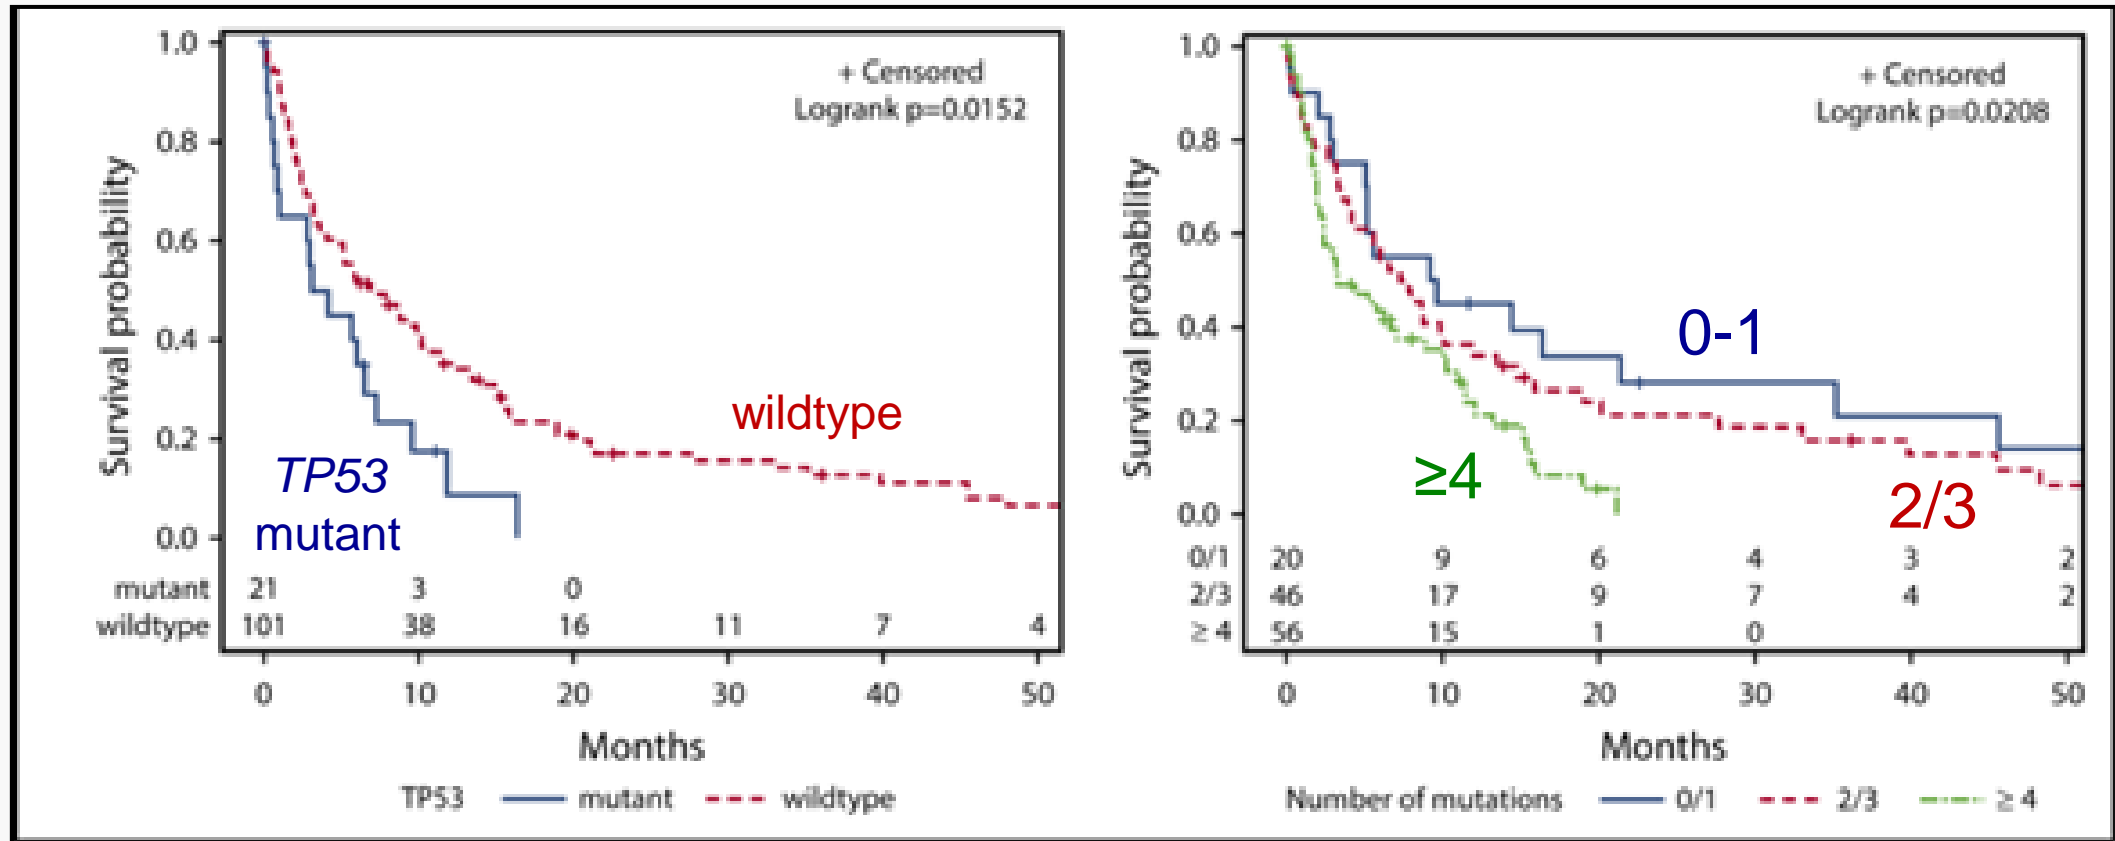 1.0
0.8
0.6
0.4
0.2
0.0
Survival probability
+ Censored
Logrank p=0.0152
wildtype
TP53
mutant
mutant 21 3 0
wildtype 101 38 16 11 7 4
0 10 20 30 40 50
Months
TP53 mutant wildtype
1.0
0.8
0.6
0.4
0.2
0.0
Survival probability
+ Censored
Logrank p=0.0208
0-1
≥4
2/3
0/1 20 9 6 4 3 2
2/3 46 17 9 7 4 2
≥ 4 56 15 1 0
0 10 20 30 40 50
Months
Number of mutations 0/1 2/3 ≥ 4